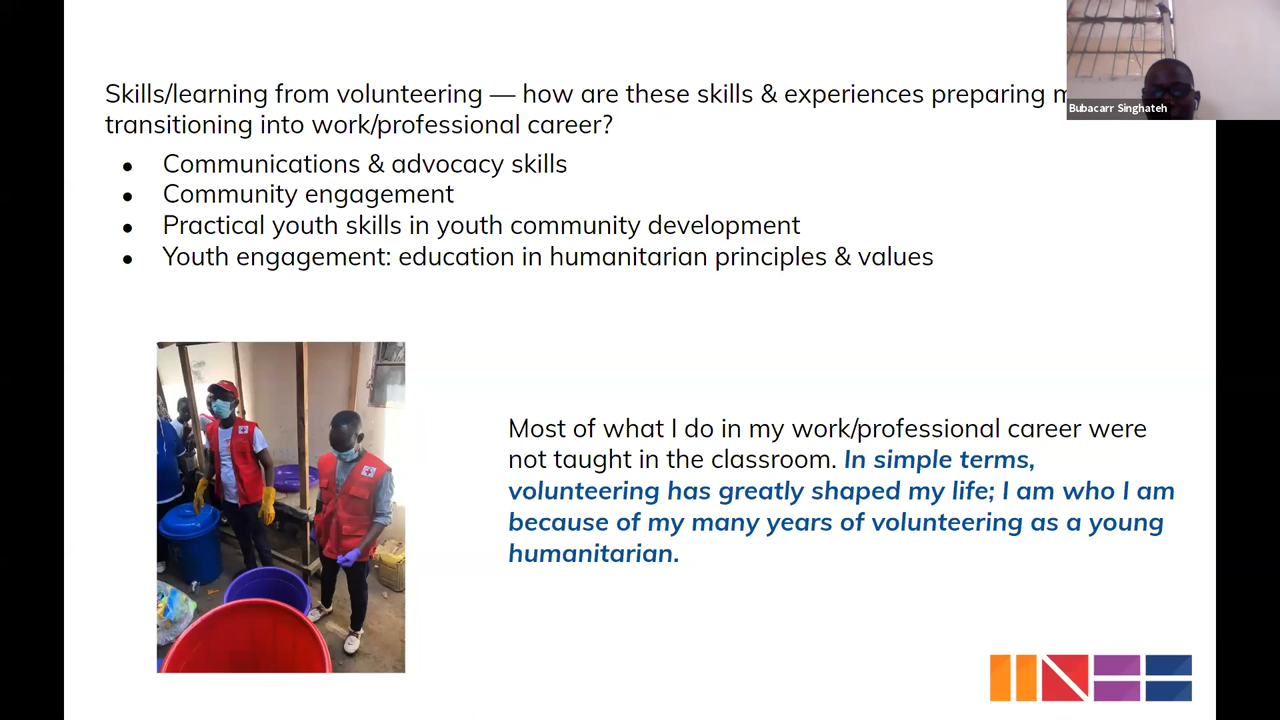 Skills/learning from volunteering — how are these skills & experiences preparing
transitioning into work/professional career?
● Communications & advocacy skills
● Community engagement
● Practical youth skills in youth community development
● Youth engagement: education in humanitarian principles & values
Bubacarr Singhateh
Most of what I do in my work/professional career were
not taught in the classroom. In simple terms,
volunteering has greatly shaped my life; I am who I am
because of my many years of volunteering as a young
humanitarian.
INEE